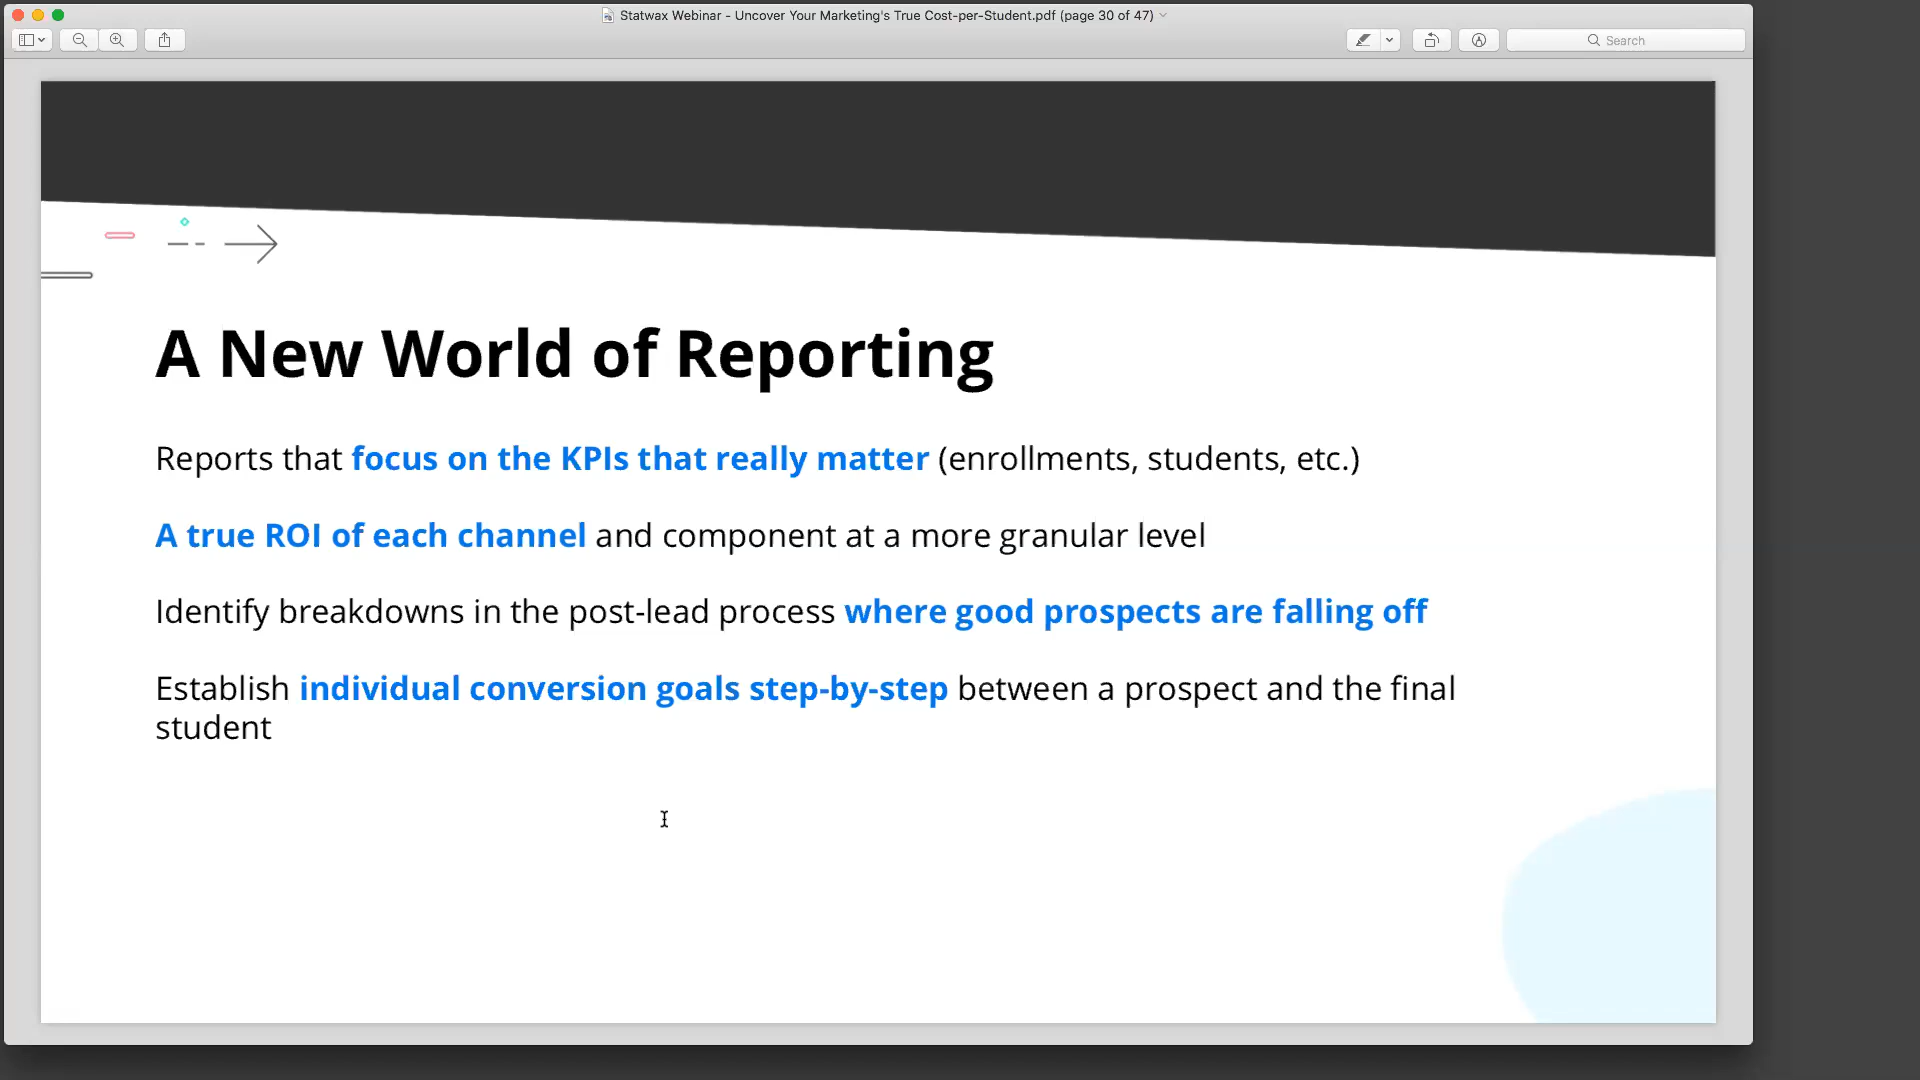 Statwax Webinar - Uncover Your Marketing's True Cost-per-Student.pdf (page 30 of 47)
Search
A New World of Reporting
Reports that focus on the KPIs that really matter (enrollments, students, etc.)
A true ROI of each channel and component at a more granular level
Identify breakdowns in the post-lead process where good prospects are falling off
Establish individual conversion goals step-by-step between a prospect and the final
student